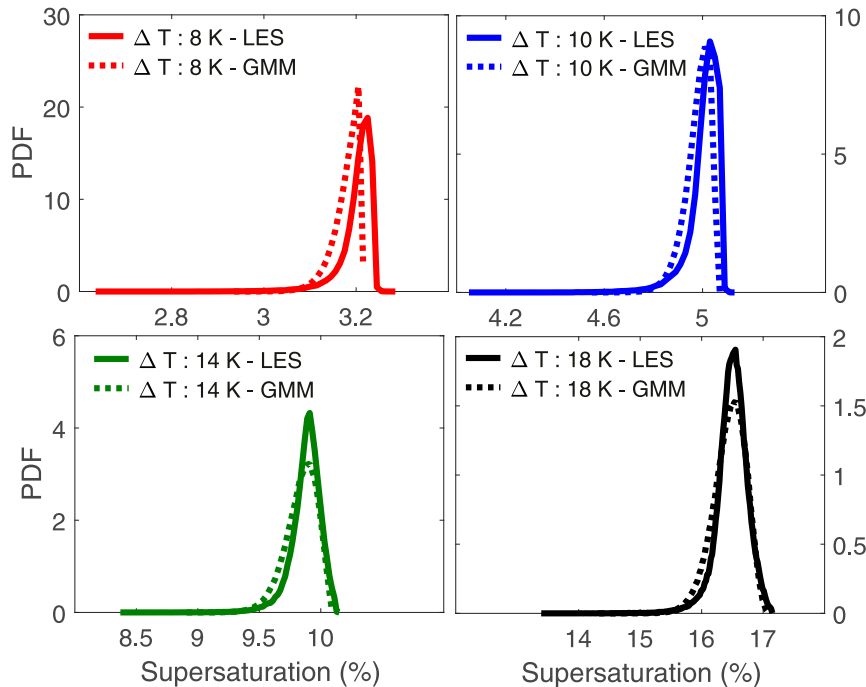 30
20
10
0
PDF
Δ T : 8 K - LES
Δ T : 8 K - GMM
2.8 3 3.2
Δ T : 10 K - LES
Δ T : 10 K - GMM
10
5
0
4.2 4.6 5
6
4
2
0
PDF
Δ T : 14 K - LES
Δ T : 14 K - GMM
8.5 9 9.5 10
Supersaturation (%)
Δ T : 18 K - LES
Δ T : 18 K - GMM
2
1.5
1
0.5
0
14 15 16 17
Supersaturation (%)